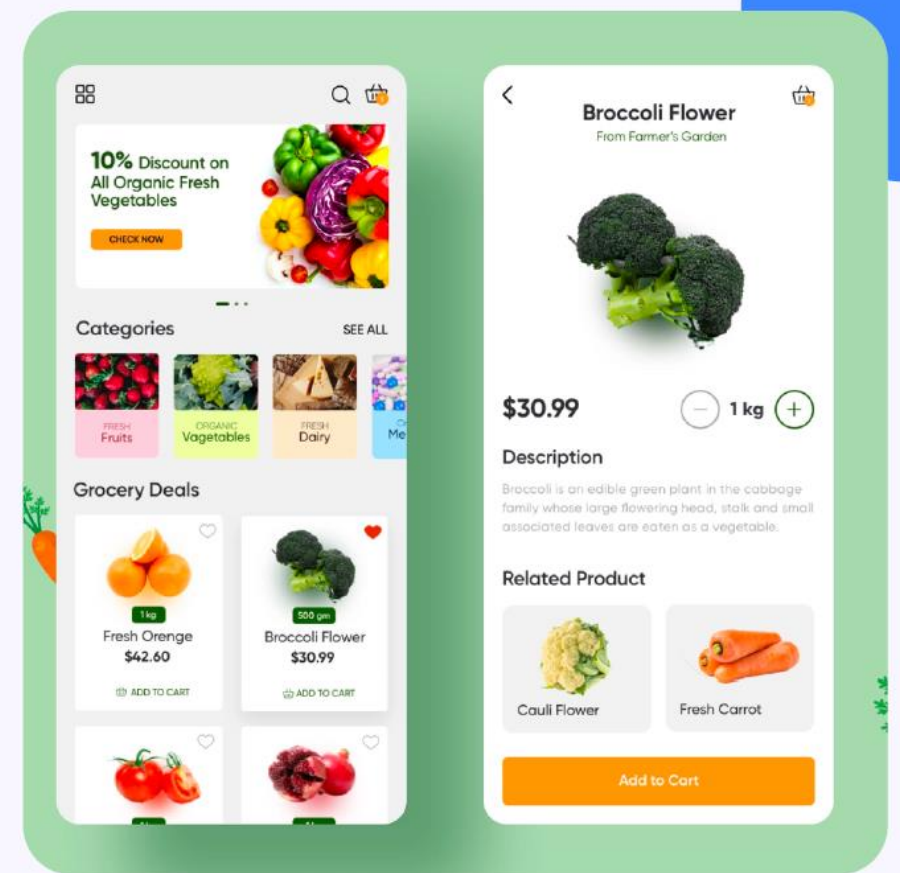 10% Discount on
All Organic Fresh
Vegetables
CHECK NOW
Categories
SEE ALL
FRESH
Fruits
ORGANIC
Vagetables
FRESH
Dairy
Grocery Deals
1 kg
Fresh Orenge
$42.60
ADD TO CART
500 gm
Broccoli Flower
$30.99
ADD TO CART
Broccoli Flower
From Farmer's Garden
$30.99
1 kg
Description
Broccoli is an edible green plant in the cabbage
family whose large flowering head, stalk and small
associated leaves are eaten as a vegetable.
Related Product
Cauli Flower
Fresh Carrot
Add to Cart